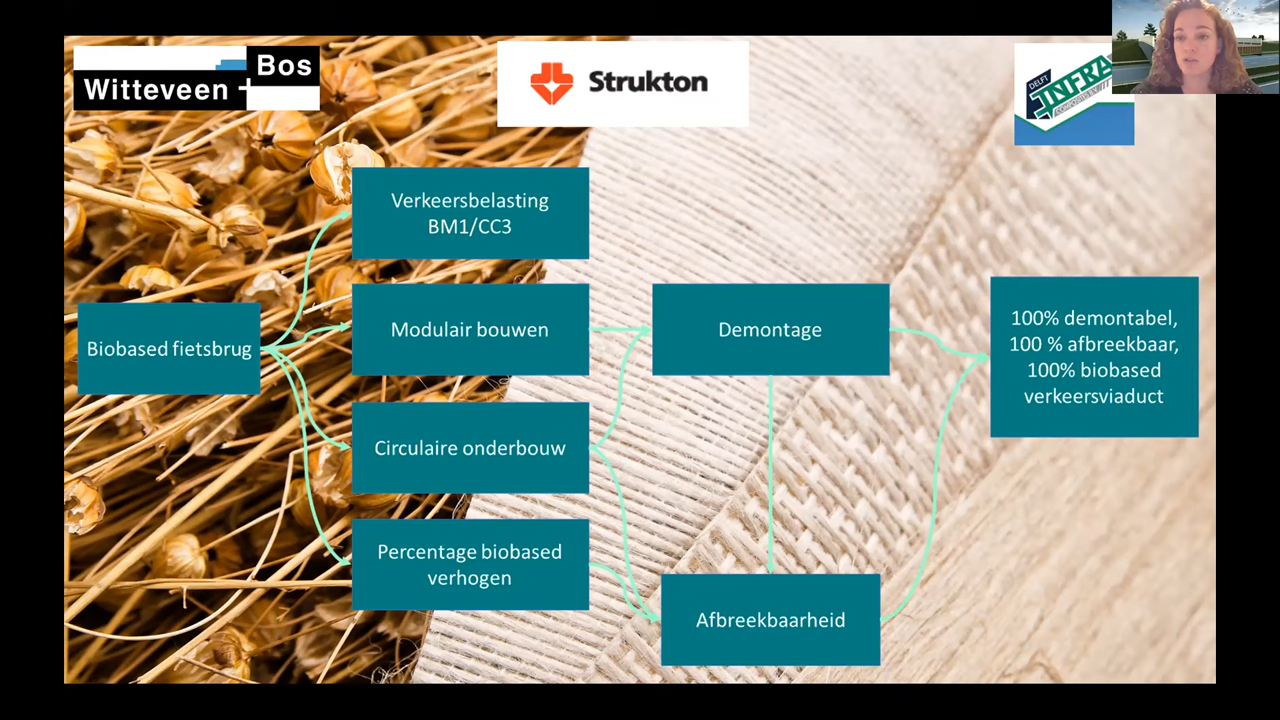 Witteveen + Bos
Strukton
DELFT
INFRA
COMPOSITES B.V.
Verkeersbelasting
BM1/CC3
Biobased fietsbrug
Modulair bouwen
Demontage
100% demontabel,
100 % afbreekbaar,
100% biobased
verkeersviaduct
Circulaire onderbouw
Percentage biobased
verhogen
Afbreekbaarheid